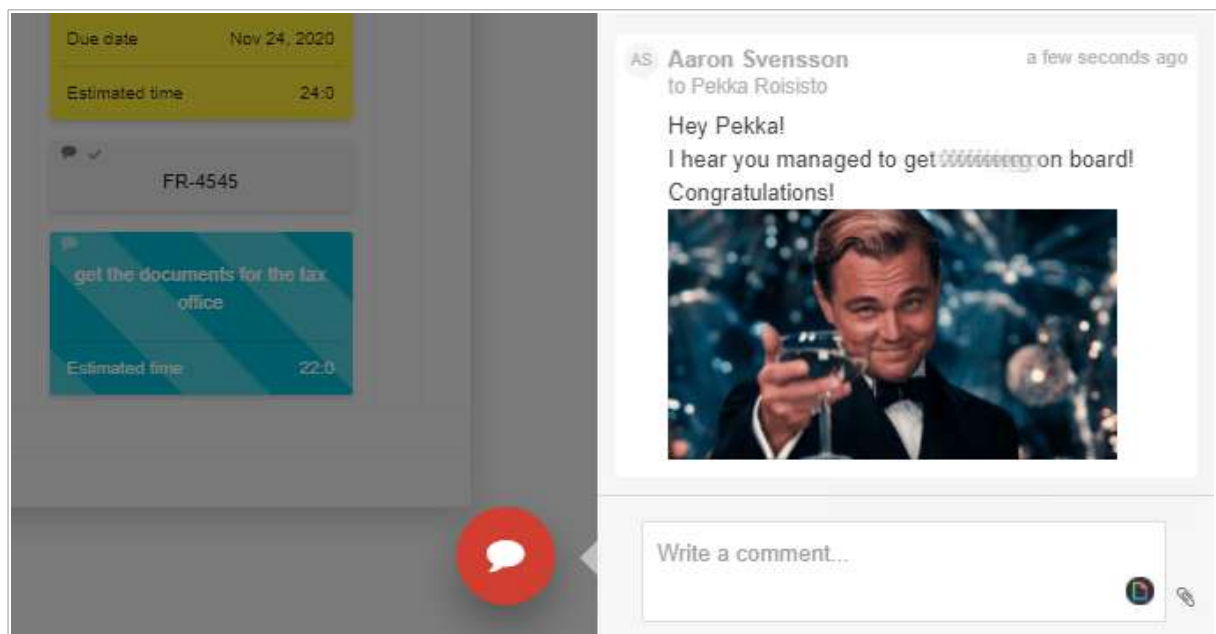 Due date Nov 24, 2020
Estimated time 24:0
FR-4545
get the documents for the tax
office
Estimated time 22:0
AS Aaron Svensson a few seconds ago
to Pekka Roisisto
Hey Pekka!
I hear you managed to get on board!
Congratulations!
Write a comment...